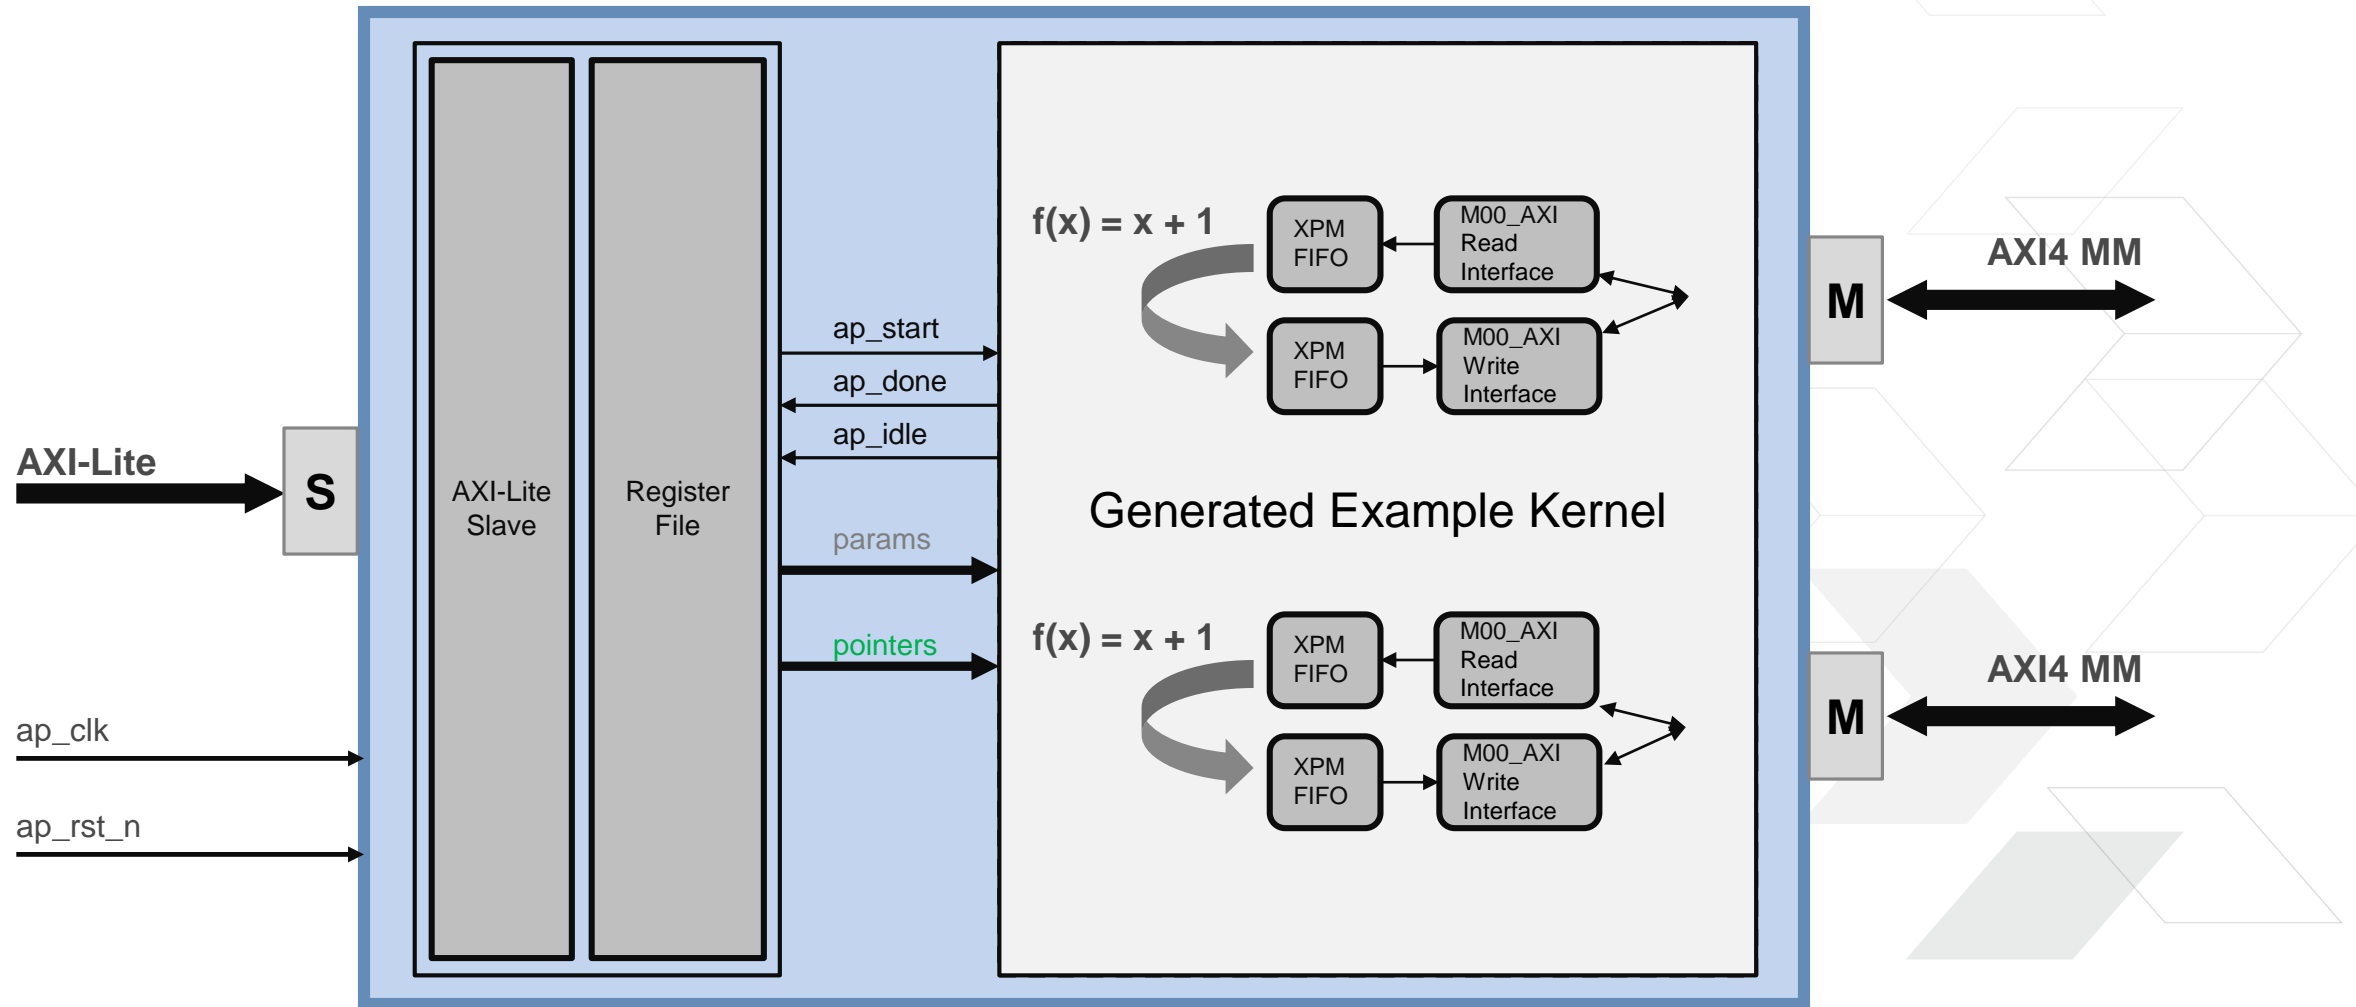 AXI-Lite
S
ap_clk
ap_rst_n
AXI-Lite
Slave
Register
File
ap_start
ap_done
ap_idle
params
pointers
f(x) = x + 1
XPM
FIFO
M00_AXI
Read
Interface
XPM
FIFO
M00_AXI
Write
Interface
Generated Example Kernel
f(x) = x + 1
XPM
FIFO
M00_AXI
Read
Interface
XPM
FIFO
M00_AXI
Write
Interface
M
AXI4 MM
M
AXI4 MM